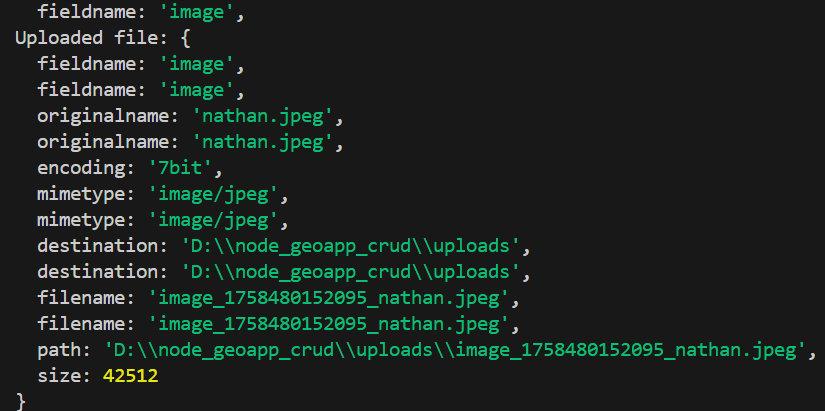 fieldname: 'image',
Uploaded file: {
fieldname: 'image',
fieldname: 'image',
originalname: 'nathan.jpeg',
originalname: 'nathan.jpeg',
encoding: '7bit',
mimetype: 'image/jpeg',
mimetype: 'image/jpeg',
destination: 'D:\\node_geoapp_crud\\uploads',
destination: 'D:\\node_geoapp_crud\\uploads',
filename: 'image_1758480152095_nathan.jpeg',
filename: 'image_1758480152095_nathan.jpeg',
path: 'D:\\node_geoapp_crud\\uploads\\image_1758480152095_nathan.jpeg',
size: 42512
}